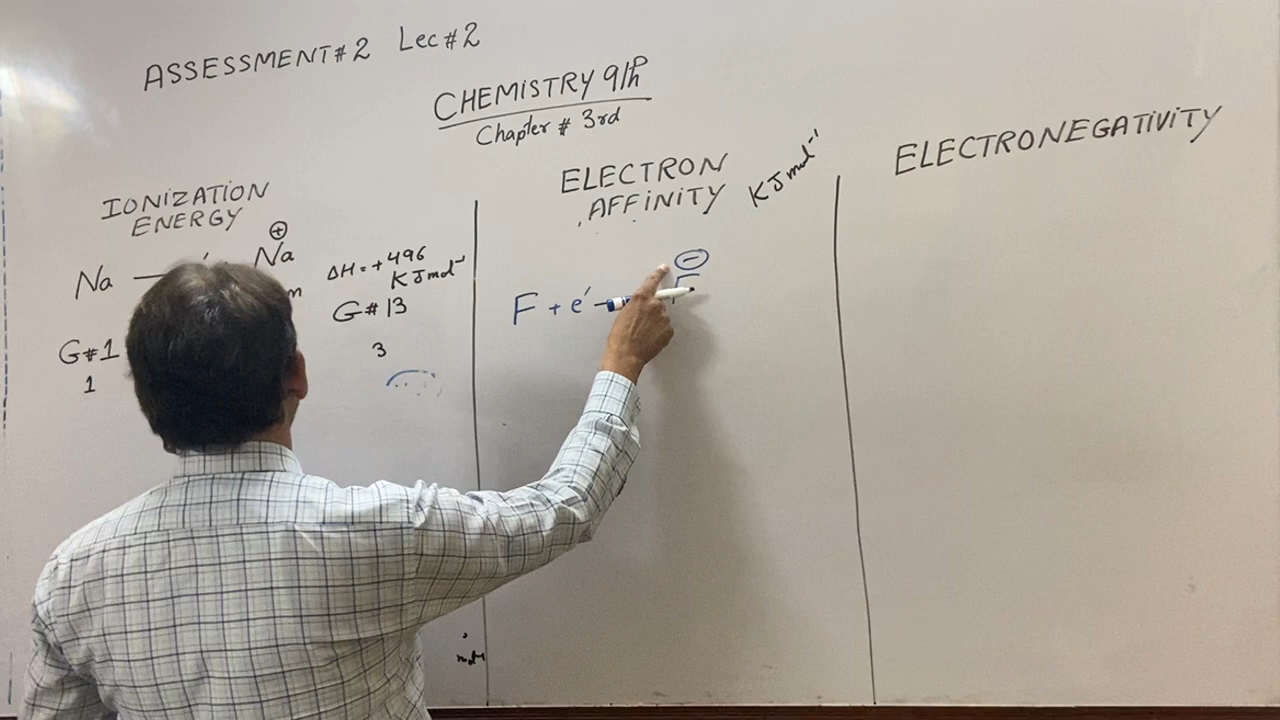 ASSESSMENT#2 Lec#2
CHEMISTRY 9th
Chapter # 3rd
IONIZATION
ENERGY
Na — Na ⊕
ΔH = +496
KJmol⁻¹
G#1
1
G#13
3
ELECTRON
AFFINITY
KJmol⁻¹
F + e′ — F ⊖
ELECTRONEGATIVITY